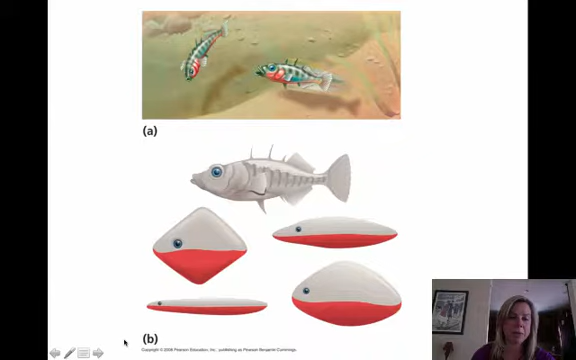 (a)
(b)
Copyright © 2008 Pearson Education, Inc., publishing as Pearson Benjamin Cummings.